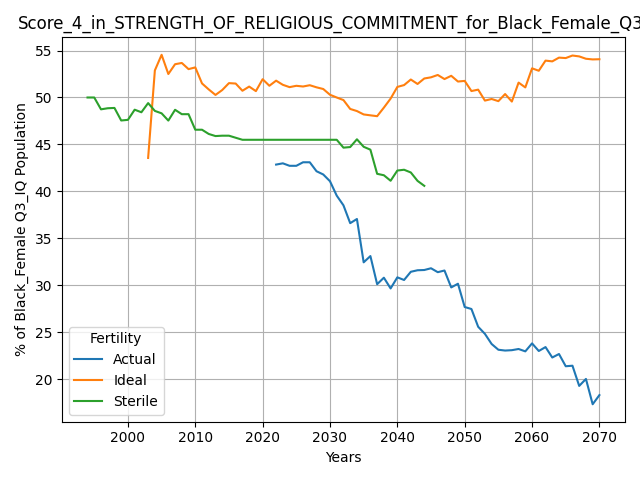 Score_4_in_STRENGTH_OF_RELIGIOUS_COMMITMENT_for_Black_Female_Q3
% of Black_Female Q3_IQ Population
55
50
45
40
35
30
25
20
Fertility
Actual
Ideal
Sterile
2000 2010 2020 2030 2040 2050 2060 2070
Years